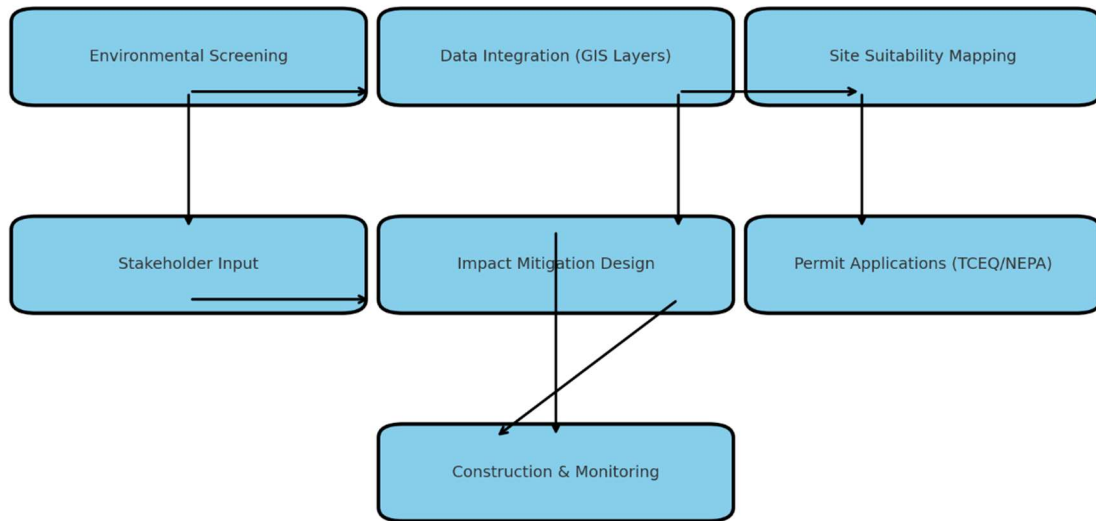 Environmental Screening
Data Integration (GIS Layers)
Site Suitability Mapping
Stakeholder Input
Impact Mitigation Design
Permit Applications (TCEQ/NEPA)
Construction & Monitoring